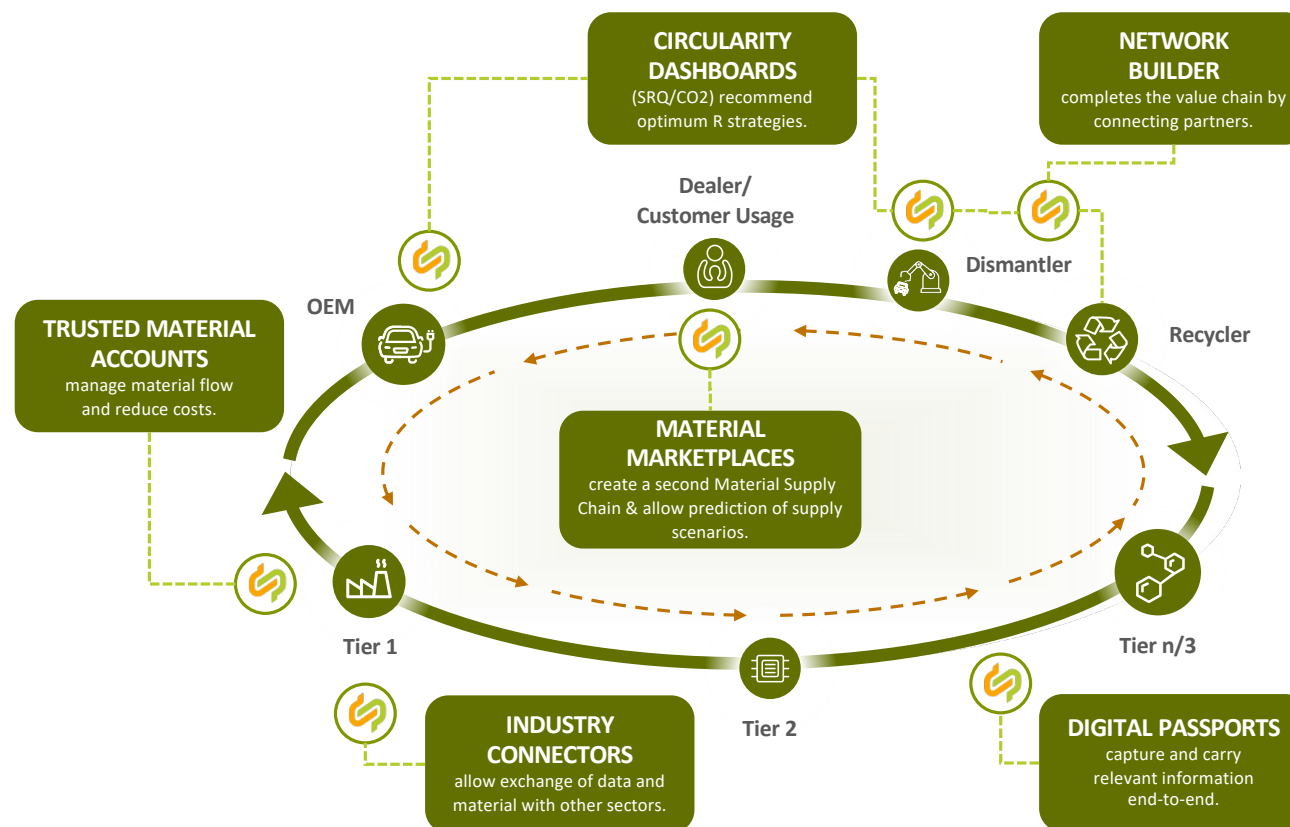 CIRCULARITY
DASHBOARDS
(SRQ/CO2) recommend
optimum R strategies.
NETWORK
BUILDER
completes the value chain by
connecting partners.
Dealer/
Customer Usage
Dismantler
OEM
Recycler
TRUSTED MATERIAL
ACCOUNTS
manage material flow
and reduce costs.
MATERIAL
MARKETPLACES
create a second Material Supply
Chain & allow prediction of supply
scenarios.
Tier 1
Tier n/3
Tier 2
INDUSTRY
CONNECTORS
allow exchange of data and
material with other sectors.
DIGITAL PASSPORTS
capture and carry
relevant information
end-to-end.